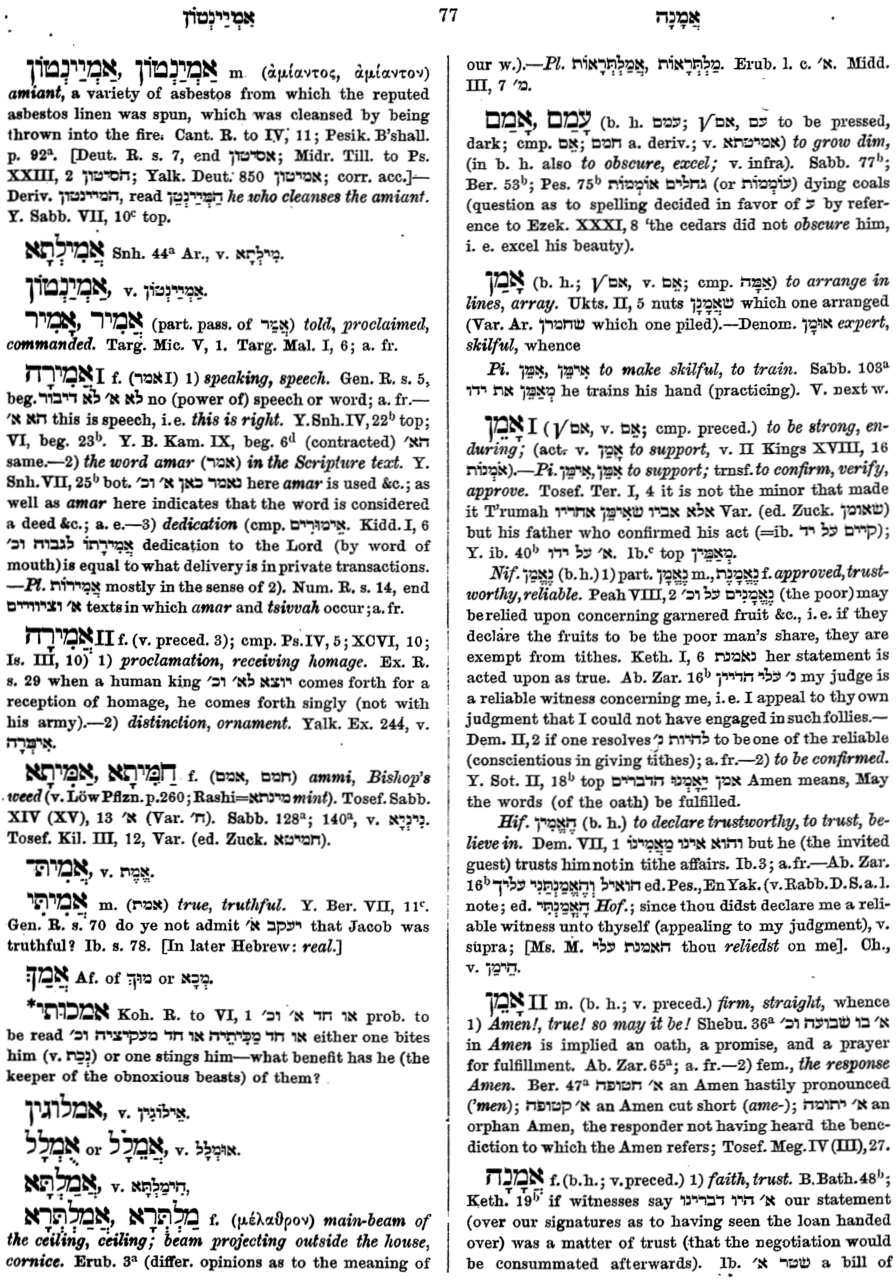 אֲמְיַינְטוֹן 77 אֲמָנָה
אֲמְיַנְטוֹן, אֲמְיַינְטוֹן m. (ἀμίαντος, ἀμίαντον)
amiant, a variety of asbestos from which the reputed
asbestos linen was spun, which was cleansed by being
thrown into the fire. Cant. R. to IV, 11; Pesik. B'shall.
p. 92ª. [Deut. R. s. 7, end אסיטון; Midr. Till. to Ps.
XXIII, 2 חסיטון; Yalk. Deut. 850 אמיטון; corr. acc.]—
Deriv. חמייינטון, read הַמְּיַינְטָן he who cleanses the amiant.
Y. Sabb. VII, 10ᶜ top.
אֲמִילְתָא Snh. 44ª Ar., v. מִילְתָא.
אֲמְיַנְטוֹן, v. אֲמְיַינְטוֹן.
אֲמִיר, אָמִיר (part. pass. of אֲמַר) told, proclaimed,
commanded. Targ. Mic. V, 1. Targ. Mal. I, 6; a. fr.
אֲמִירָה I f. (אמר I) 1) speaking, speech. Gen. R. s. 5,
beg. לא א' לא דיבור no (power of) speech or word; a. fr.—
הא א' this is speech, i. e. this is right. Y. Snh. IV, 22ᵇ top;
VI, beg. 23ᵇ. Y. B. Kam. IX, beg. 6ᵈ (contracted) הא'
same.—2) the word amar (אמר) in the Scripture text. Y.
Snh. VII, 25ᵇ bot. נאמר כאן א' וכ' here amar is used &c.; as
well as amar here indicates that the word is considered
a deed &c.; a. e.—3) dedication (cmp. אימורים. Kidd. I, 6
אֲמִירָתוֹ לגבוה וכ' dedication to the Lord (by word of
mouth) is equal to what delivery is in private transactions.
—Pl. אֲמִירוֹת mostly in the sense of 2). Num. R. s. 14, end
א' וציוויים texts in which amar and tsivvah occur; a. fr.
אֲמִירָה II f. (v. preced. 3); cmp. Ps. IV, 5; XCVI, 10;
Is. III, 10) 1) proclamation, receiving homage. Ex. R.
s. 29 when a human king יוצא לא' וכ' comes forth for a
reception of homage, he comes forth singly (not with
his army).—2) distinction, ornament. Yalk. Ex. 244, v.
אִימְרָה.
אַמִּיתָא, חַמִּיתָא f. (חמם, אמם) ammi, Bishop's
weed (v. Löw Pflzn. p. 260; Rashi=מינתא mint). Tosef. Sabb.
XIV (XV), 13 א' (Var. ח'). Sabb. 128ª; 140ª, v. נִינְיָא.
Tosef. Kil. III, 12, Var. (ed. Zuck. חמיטא).
אֲמִיתּ', v. אֱמֶת.
אֲמִיתִּי m. (אמת) true, truthful. Y. Ber. VII, 11ᶜ.
Gen. R. s. 70 do ye not admit יעקב א' that Jacob was
truthful? Ib. s. 78. [In later Hebrew: real.]
אֲמַךְ Af. of מוּךְ or מְכָא.
*אמכותי Koh. R. to VI, 1 או חד א' וכ' prob. to
be read או חד מַכְּיתֵיהּ או חד מעקיציה וכ' either one bites
him (v. נְכַת) or one stings him—what benefit has he (the
keeper of the obnoxious beasts) of them?
אמלוגין, v. אִילוֹגִין.
אֲמֵלָל or אֻמְלָל, v. אוּמְלָל.
אֲמַלְתָּא, v. הֵימַלְתָּא,
אֲמַלְתְּרָא, מַלְתְּרָא f. (μέλαθρον) main-beam of
the ceiling, ceiling; beam projecting outside the house,
cornice. Erub. 3ª (differ. opinions as to the meaning of
our w.).—Pl. מַלְתְּרָאוֹת, אֲמַלְתְּרָאוֹת. Erub. l. c. א'. Midd.
III, 7 מ'.
אָמַם, עָמַם (b. h. עמם; √אם, עם to be pressed,
dark; cmp. חמם; אֵם a. deriv.; v. אמיטתא) to grow dim,
(in b. h. also to obscure, excel; v. infra). Sabb. 77ᵇ;
Ber. 53ᵇ; Pes. 75ᵇ גחלים אוֹמְמוֹת (or עוֹמְמוֹת) dying coals
(question as to spelling decided in favor of ע by refer-
ence to Ezek. XXXI, 8 'the cedars did not obscure him,
i. e. excel his beauty).
אָמַן (b. h.; √אם, v. אֵם; cmp. אַמָּה) to arrange in
lines, array. Ukts. II, 5 nuts שאֲמָנָן which one arranged
(Var. Ar. שחמרן which one piled).—Denom. אוּמָּן expert,
skilful, whence
Pi. אִימֵּן, אִמֵּן to make skilful, to train. Sabb. 103ª
מְאַמֵּן את ידו he trains his hand (practicing). V. next w.
אָמֵן I (√אם, v. אֵם; cmp. preced.) to be strong, en-
during; (act. v. אָמַן to support, v. II Kings XVIII, 16
אֹמְנוֹת).—Pi. אִמֵּן, אִימֵּן to support; trnsf. to confirm, verify,
approve. Tosef. Ter. I, 4 it is not the minor that made
it T'rumah אלא אביו שאִימֵּן אחריו Var. (ed. Zuck. שאומן)
but his father who confirmed his act (=ib. קיים על יד);
Y. ib. 40ᵇ א' על ידו. Ib.ᶜ top מְאַמֵּין.
Nif. נֶאֱמַן (b. h.) 1) part. נֶאֱמָן m., נֶאֱמָנֶת f. approved, trust-
worthy, reliable. Peah VIII, 2 נֶאֱמָנִים על וכ' (the poor) may
be relied upon concerning garnered fruit &c., i. e. if they
declare the fruits to be the poor man's share, they are
exempt from tithes. Keth. I, 6 נאמנת her statement is
acted upon as true. Ab. Zar. 16ᵇ נ' עלי הדיין my judge is
a reliable witness concerning me, i. e. I appeal to thy own
judgment that I could not have engaged in such follies.—
Dem. II, 2 if one resolves להיות נ' to be one of the reliable
(conscientious in giving tithes); a. fr.—2) to be confirmed.
Y. Sot. II, 18ᵇ top אמן יֵאָמְנוּ הדברים Amen means, May
the words (of the oath) be fulfilled.
Hif. הֶאֱמִין (b. h.) to declare trustworthy, to trust, be-
lieve in. Dem. VII, 1 והוא אינו מַאֲמִינוֹ but he (the invited
guest) trusts him not in tithe affairs. Ib. 3; a. fr.—Ab. Zar.
16ᵇ הואיל וְהֶאֱמַנְתַּנִי עליך ed. Pes., En Yak. (v. Rabb. D. S. a. l.
note; ed. הָאֳמַנְתִּי Hof.; since thou didst declare me a reli-
able witness unto thyself (appealing to my judgment), v.
supra; [Ms. M. האמנת עלי thou reliedst on me]. Ch.,
v. הֵימַן.
אָמֵן II m. (b. h.; v. preced.) firm, straight, whence
1) Amen!, true! so may it be! Shebu. 36ª א' בו שבועה וכ'
in Amen is implied an oath, a promise, and a prayer
for fulfillment. Ab. Zar. 65ª; a. fr.—2) fem., the response
Amen. Ber. 47ª א' חטופה an Amen hastily pronounced
('men); א' קטופה an Amen cut short (ame-); א' יתומה an
orphan Amen, the responder not having heard the bene-
diction to which the Amen refers; Tosef. Meg. IV (III), 27.
אֲמָנָה f. (b. h.; v. preced.) 1) faith, trust. B. Bath. 48ᵇ;
Keth. 19ᵇ if witnesses say א' היו דברינו our statement
(over our signatures as to having seen the loan handed
over) was a matter of trust (that the negotiation would
be consummated afterwards). Ib. שטר א' a bill of